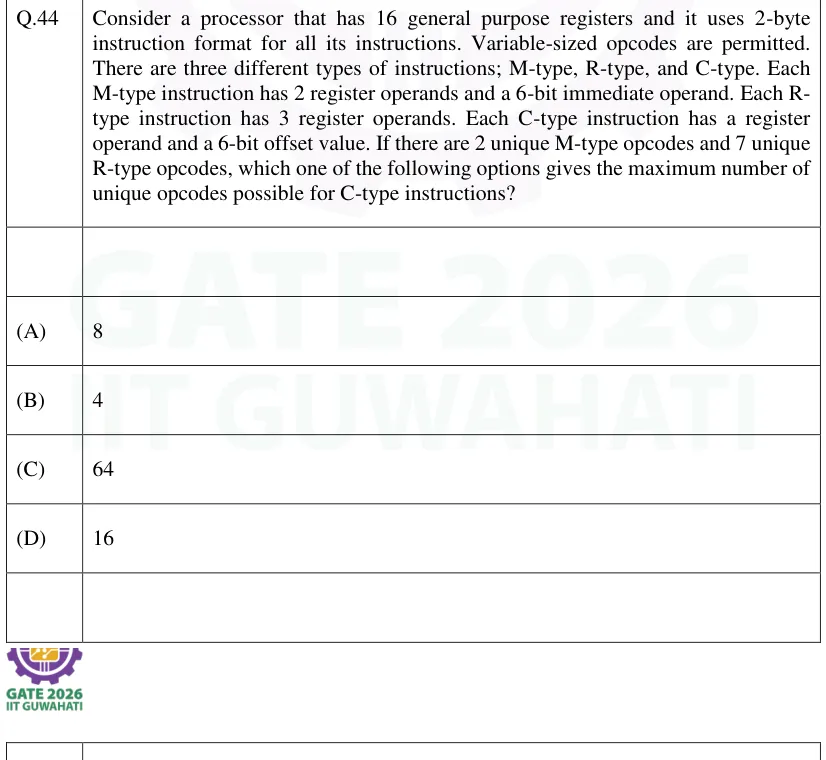 Q.44 Consider a processor that has 16 general purpose registers and it uses 2-byte
instruction format for all its instructions. Variable-sized opcodes are permitted.
There are three different types of instructions; M-type, R-type, and C-type. Each
M-type instruction has 2 register operands and a 6-bit immediate operand. Each R-
type instruction has 3 register operands. Each C-type instruction has a register
operand and a 6-bit offset value. If there are 2 unique M-type opcodes and 7 unique
R-type opcodes, which one of the following options gives the maximum number of
unique opcodes possible for C-type instructions?
GATE 2026
(A) 8
IIT GUWAHATI
(B) 4
(C) 64
(D) 16
GATE 2026
IIT GUWAHATI